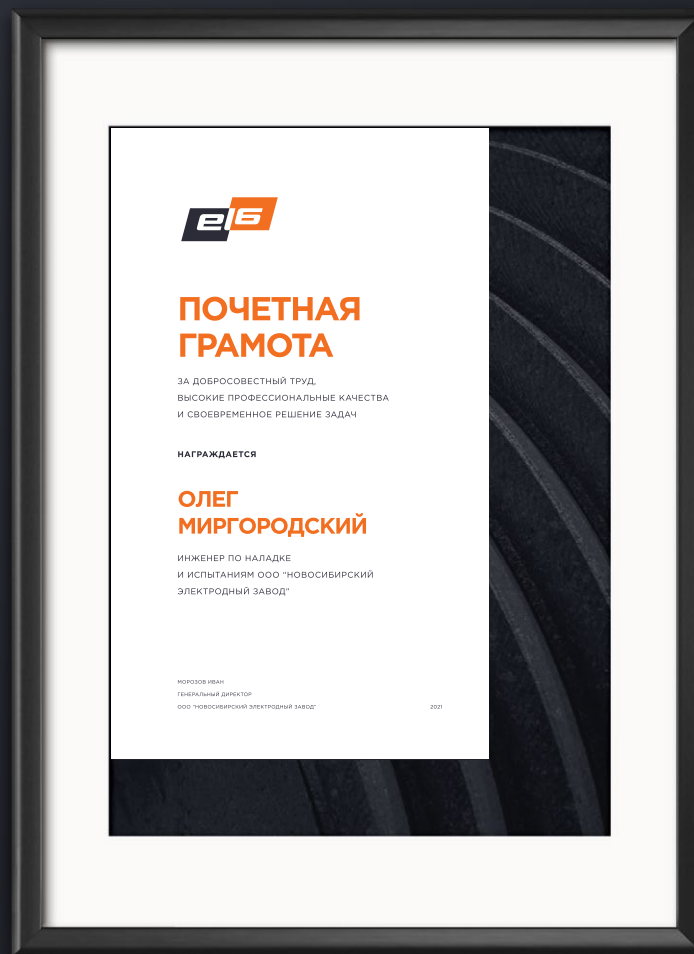 el6
ПОЧЕТНАЯ
ГРАМОТА
ЗА ДОБРОСОВЕСТНЫЙ ТРУД,
ВЫСОКИЕ ПРОФЕССИОНАЛЬНЫЕ КАЧЕСТВА
И СВОЕВРЕМЕННОЕ РЕШЕНИЕ ЗАДАЧ
НАГРАЖДАЕТСЯ
ОЛЕГ
МИРГОРОДСКИЙ
ИНЖЕНЕР ПО НАЛАДКЕ
И ИСПЫТАНИЯМ ООО "НОВОСИБИРСКИЙ
ЭЛЕКТРОДНЫЙ ЗАВОД"
МОРОЗОВ ИВАН
ГЕНЕРАЛЬНЫЙ ДИРЕКТОР
ООО "НОВОСИБИРСКИЙ ЭЛЕКТРОДНЫЙ ЗАВОД" 2021